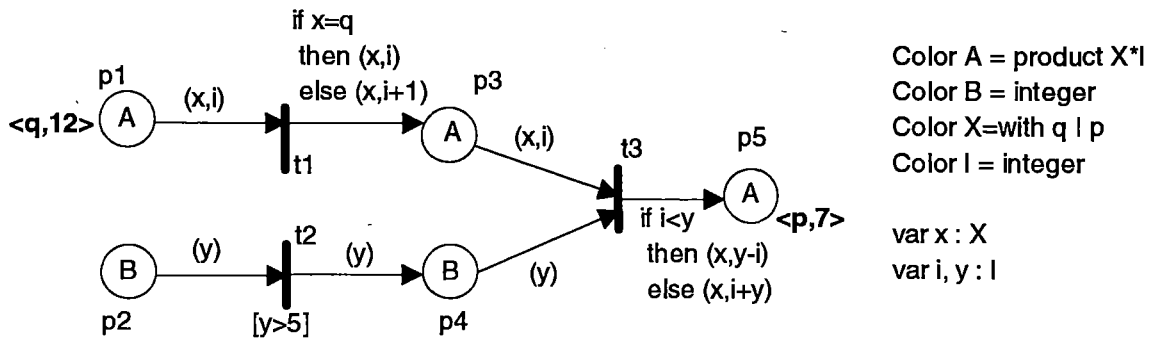 if x=q
then (x,i)
else (x,i+1)
p1
(x,i)
<q,12>
A
t1
p3
A
(x,i)
t3
p5
A
<p,7>
if i<y
then (x,y-i)
else (x,i+y)
B
p2
(y)
t2
[y>5]
(y)
B
p4
(y)
Color A = product X*I
Color B = integer
Color X=with q | p
Color I = integer
var x : X
var i, y : I